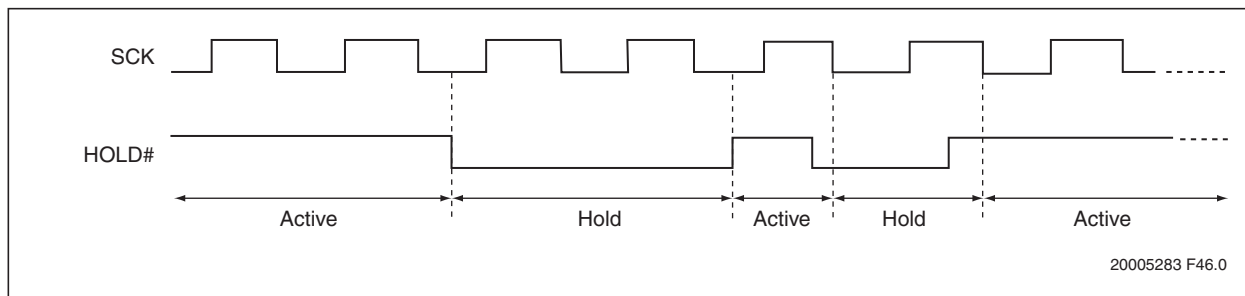 SCK
HOLD#
Active Hold Active Hold Active
20005283 F46.0